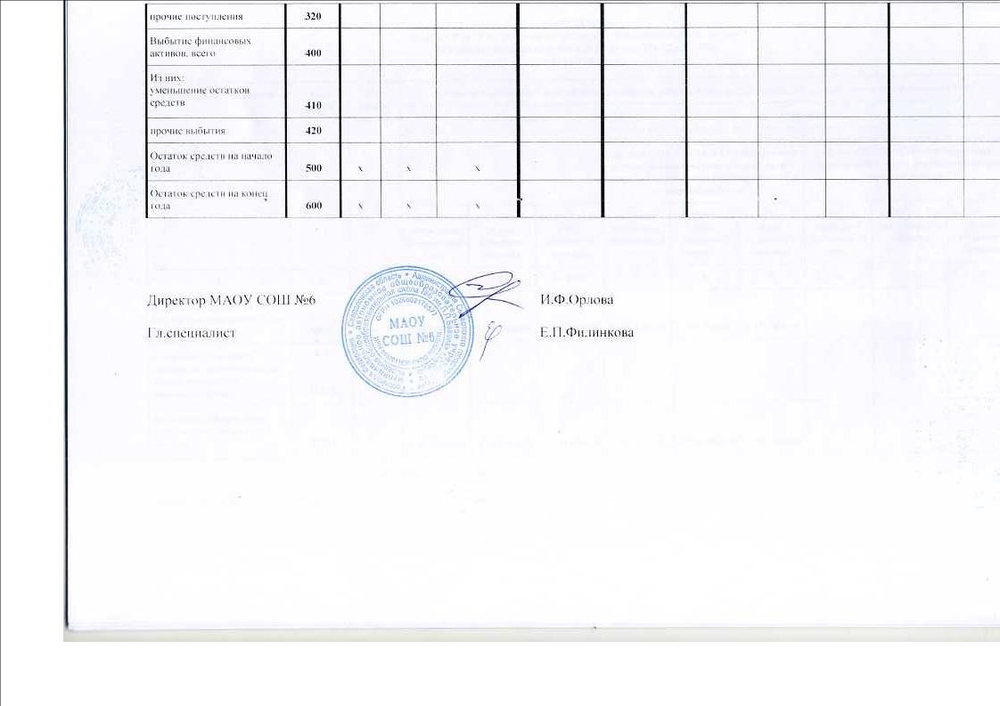 прочие поступления 320
Выбытие финансовых
активов, всего 400
Из них:
уменьшение остатков
средств 410
прочие выбытия 420
Остаток средств на начало
года 500 х х х
Остаток средств на конец
года 600 х х х
Директор МАОУ СОШ №6 И.Ф.Орлова
Гл.специалист Е.П.Филинкова
МАОУ
СОШ №6